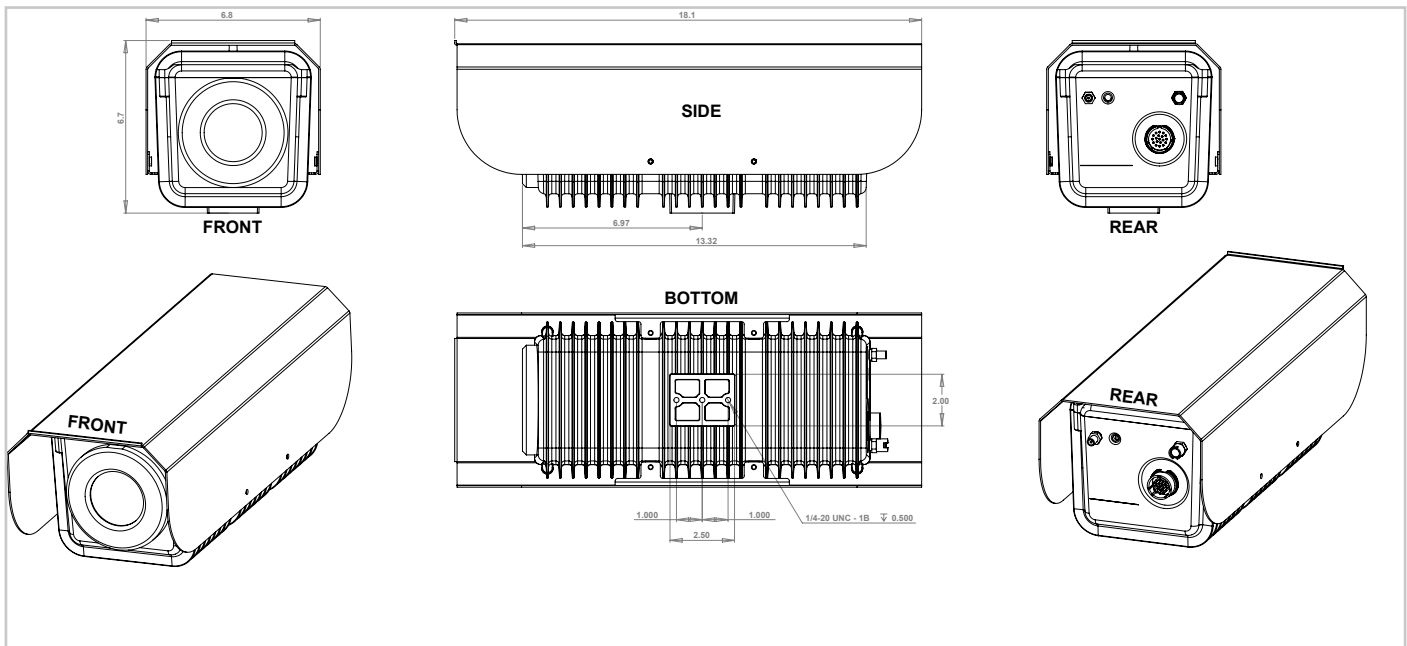 6.8
18.1
6.7
SIDE
FRONT
REAR
6.97
13.32
BOTTOM
FRONT
REAR
2.00
1.000
1.000
1/4-20 UNC - 1B ↧ 0.500
2.50